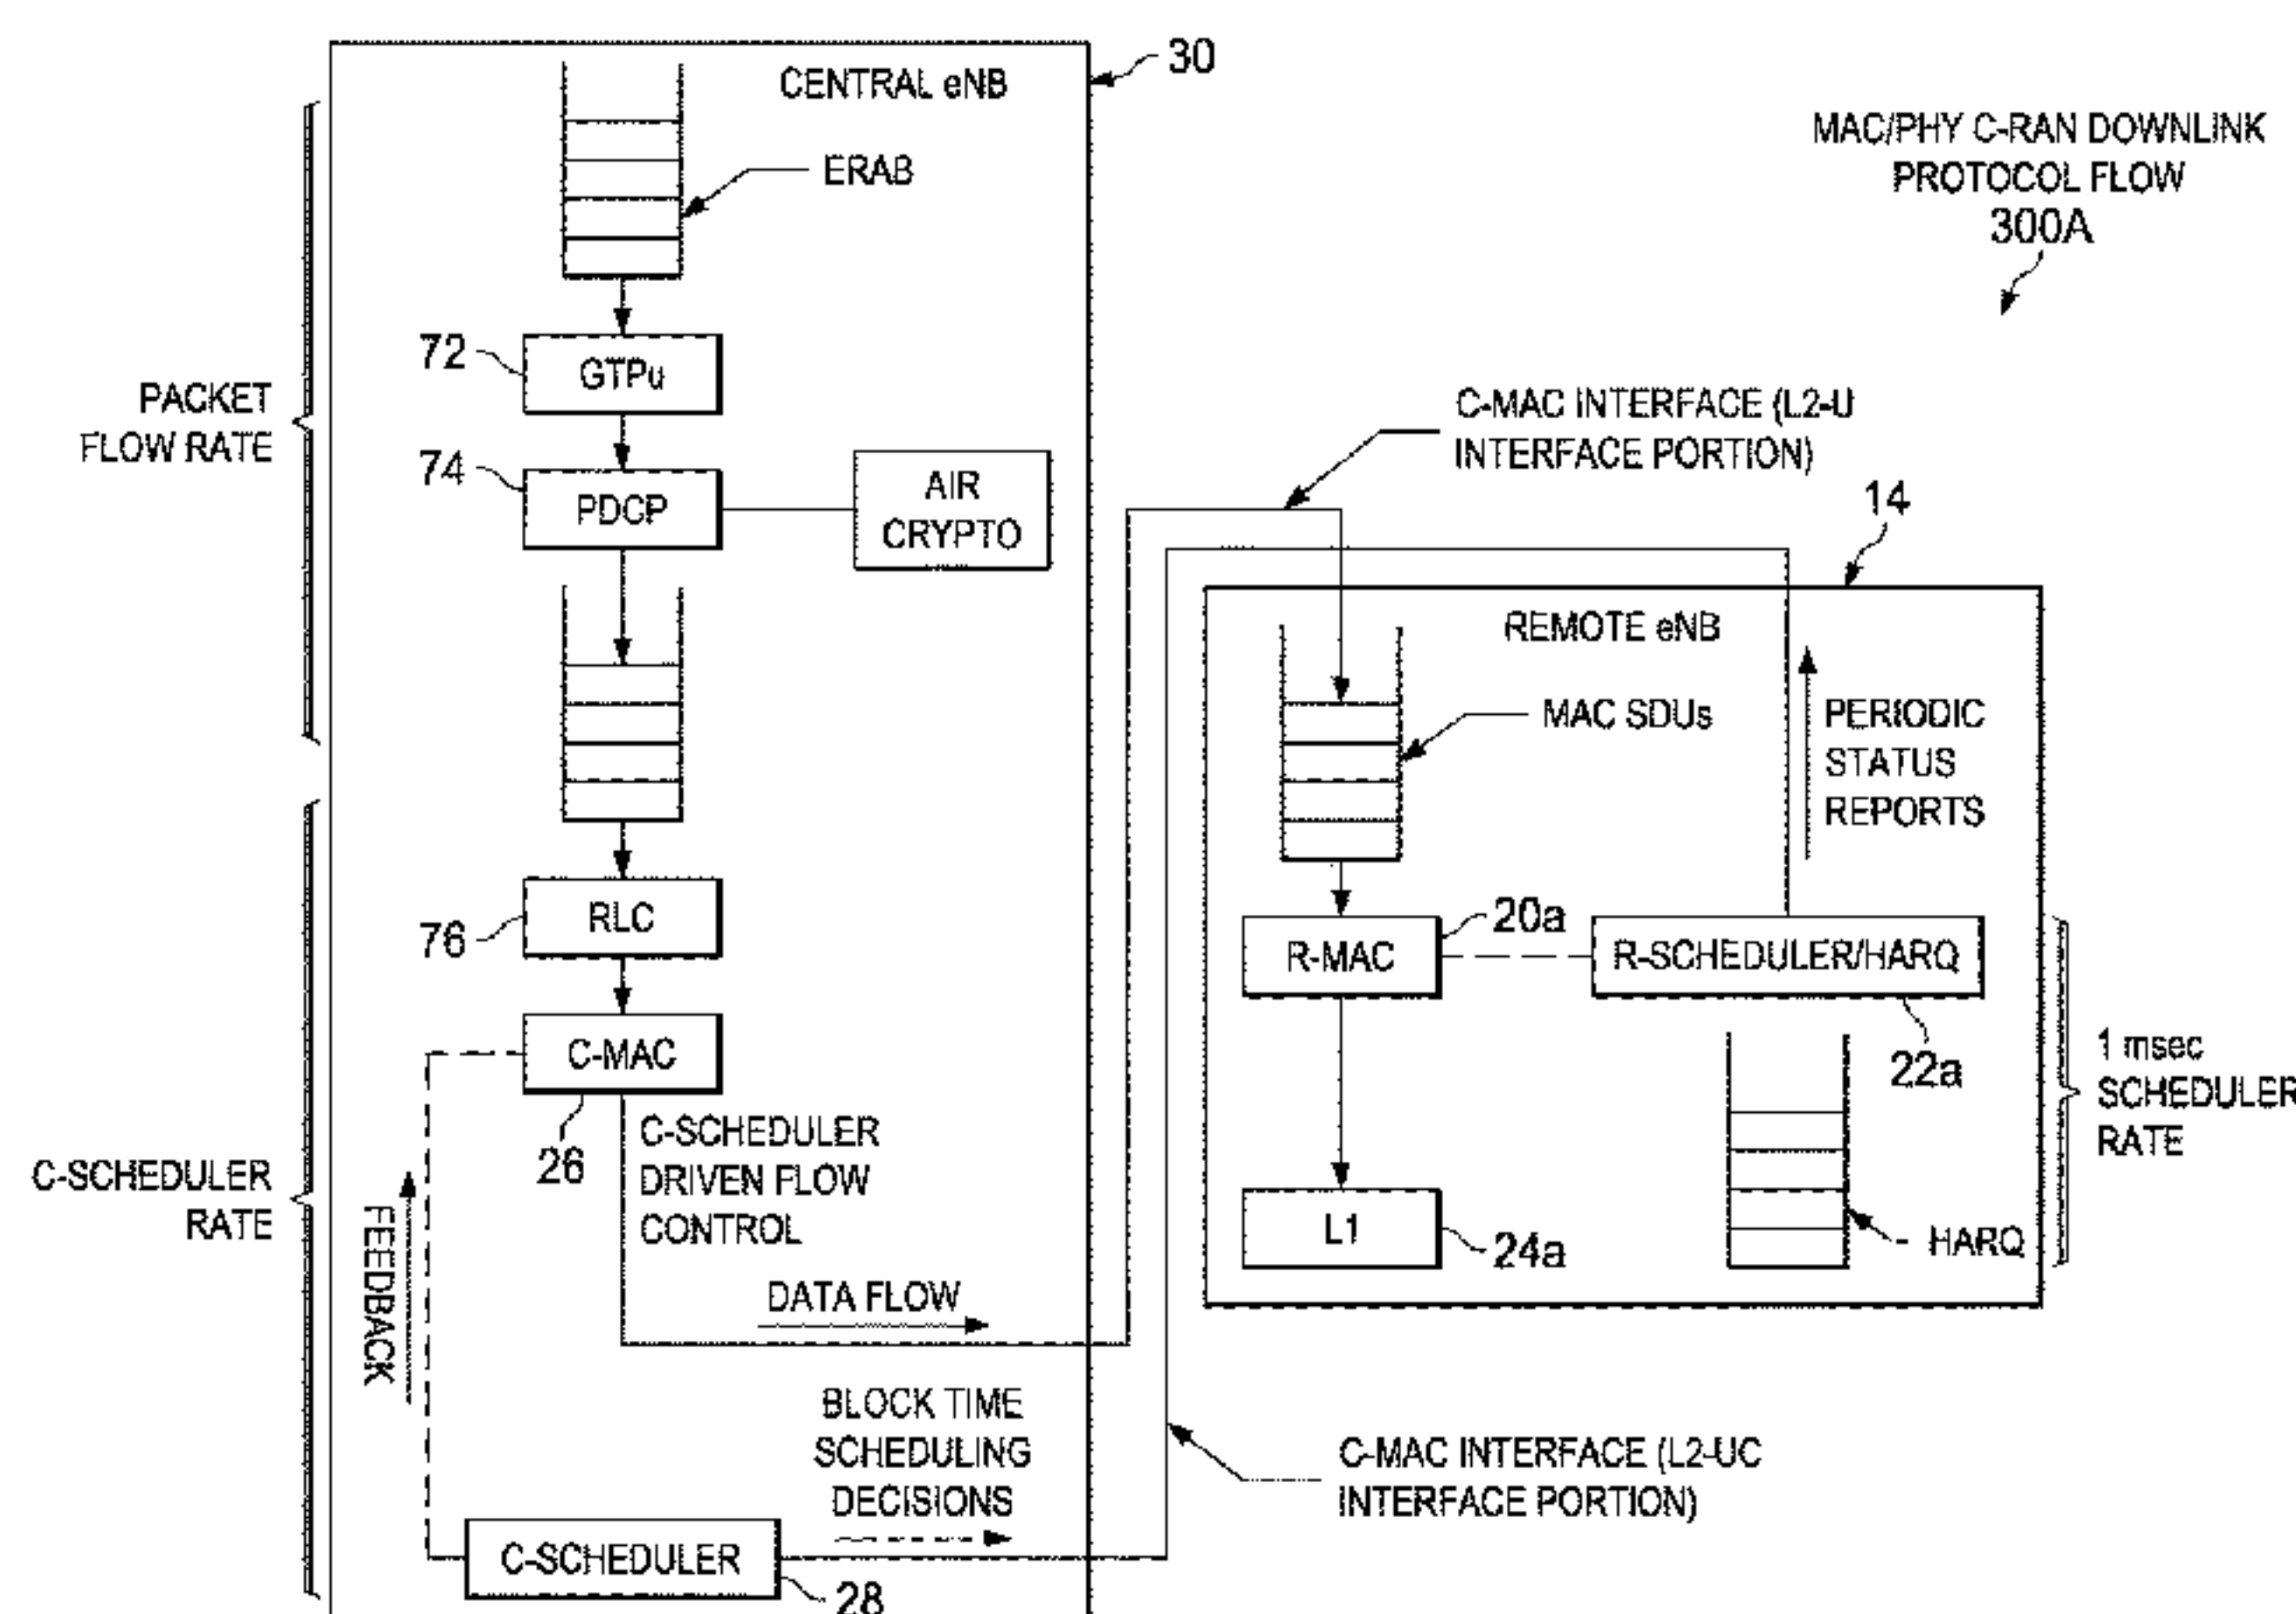 CENTRAL eNB
30
ERAB
MAC/PHY C-RAN DOWNLINK
PROTOCOL FLOW
300A
72
GTPu
PACKET
FLOW RATE
74
PDCP
AIR
CRYPTO
C-MAC INTERFACE (L2-U
INTERFACE PORTION)
14
REMOTE eNB
MAC SDUs
PERIODIC
STATUS
REPORTS
76
RLC
C-MAC
26
20a
R-MAC
R-SCHEDULER/HARQ
22a
1 msec
SCHEDULER
RATE
L1
24a
HARQ
C-SCHEDULER
RATE
FEEDBACK
C-SCHEDULER
DRIVEN FLOW
CONTROL
DATA FLOW
BLOCK TIME
SCHEDULING
DECISIONS
C-MAC INTERFACE (L2-UC
INTERFACE PORTION)
C-SCHEDULER
28